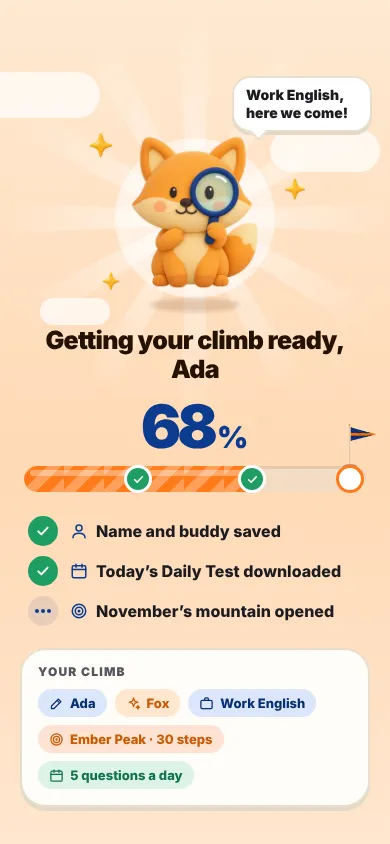 Work English,
here we come!
Getting your climb ready,
Ada
68%
Name and buddy saved
Today’s Daily Test downloaded
November’s mountain opened
YOUR CLIMB
Ada
Fox
Work English
Ember Peak · 30 steps
5 questions a day